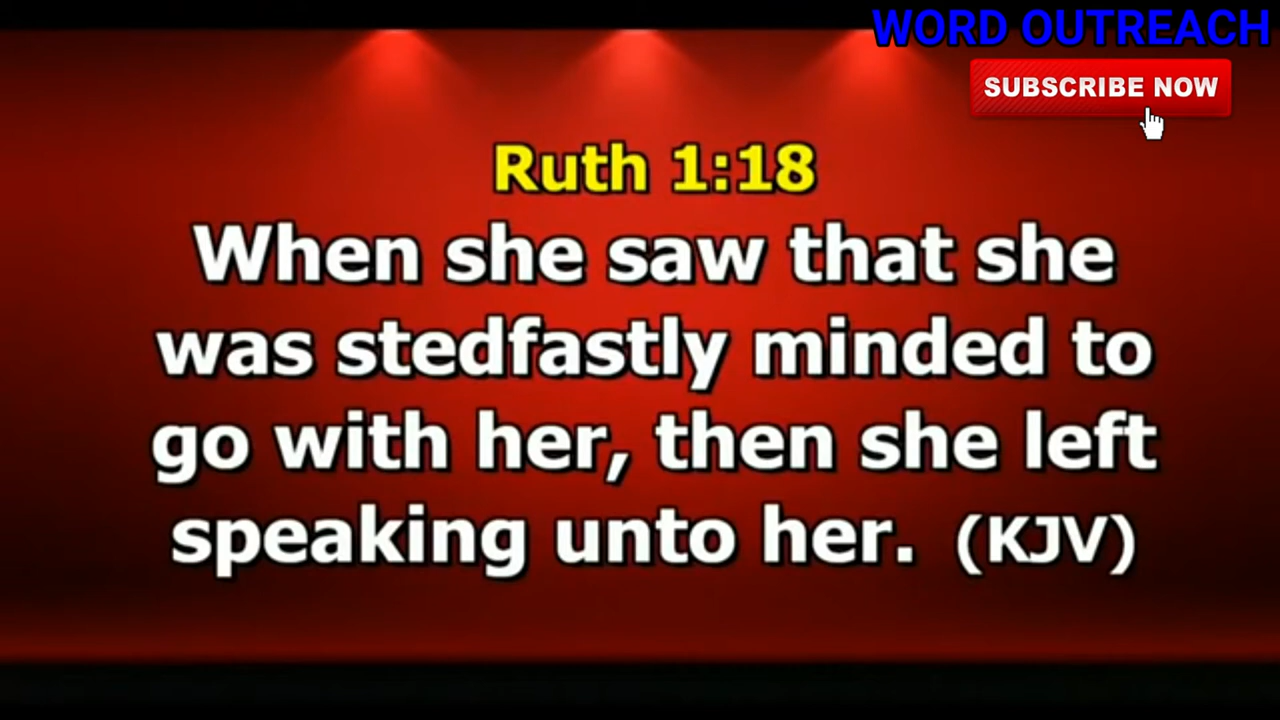 WORD OUTREACH
SUBSCRIBE NOW
Ruth 1:18
When she saw that she
was stedfastly minded to
go with her, then she left
speaking unto her. (KJV)